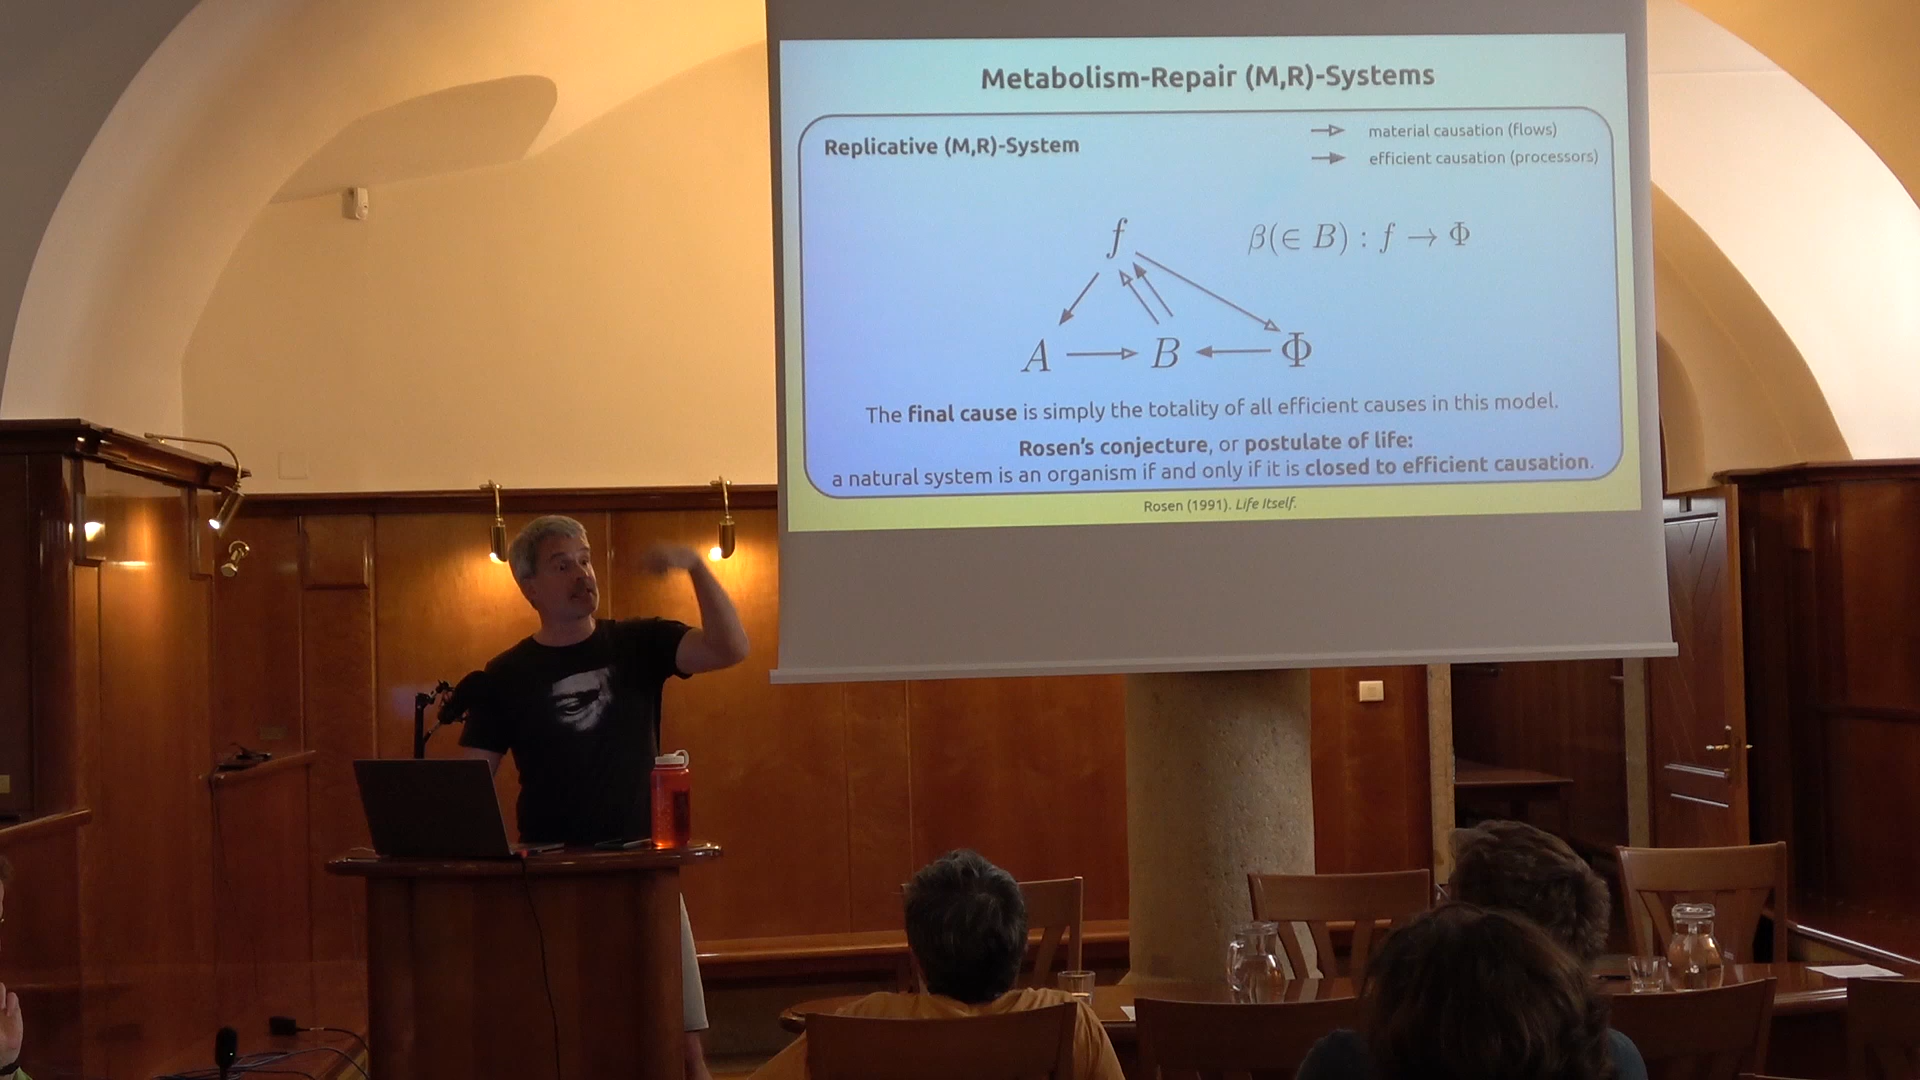 Metabolism-Repair (M,R)-Systems
Replicative (M,R)-System
material causation (flows)
efficient causation (processors)
f
β(∈ B) : f → Φ
A
B
Φ
The final cause is simply the totality of all efficient causes in this model.
Rosen's conjecture, or postulate of life:
a natural system is an organism if and only if it is closed to efficient causation.
Rosen (1991). Life Itself.